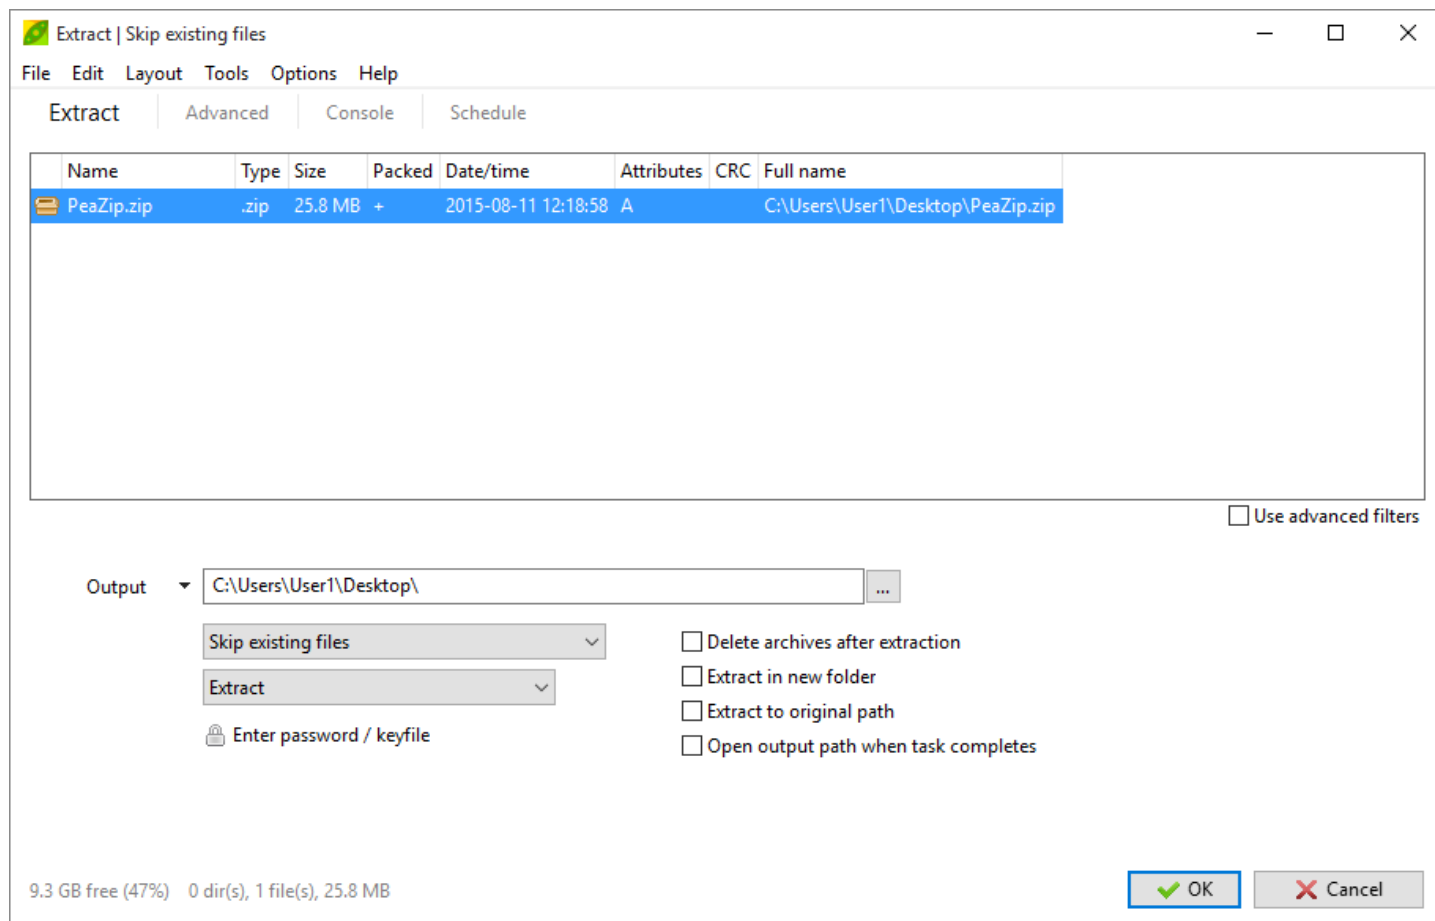 Extract | Skip existing files
File Edit Layout Tools Options Help
Extract Advanced Console Schedule
Name Type Size Packed Date/time Attributes CRC Full name
PeaZip.zip .zip 25.8 MB + 2015-08-11 12:18:58 A C:\Users\User1\Desktop\PeaZip.zip
Use advanced filters
Output C:\Users\User1\Desktop\ ...
Skip existing files Delete archives after extraction
Extract Extract in new folder
Extract to original path
Enter password / keyfile Open output path when task completes
9.3 GB free (47%) 0 dir(s), 1 file(s), 25.8 MB OK Cancel